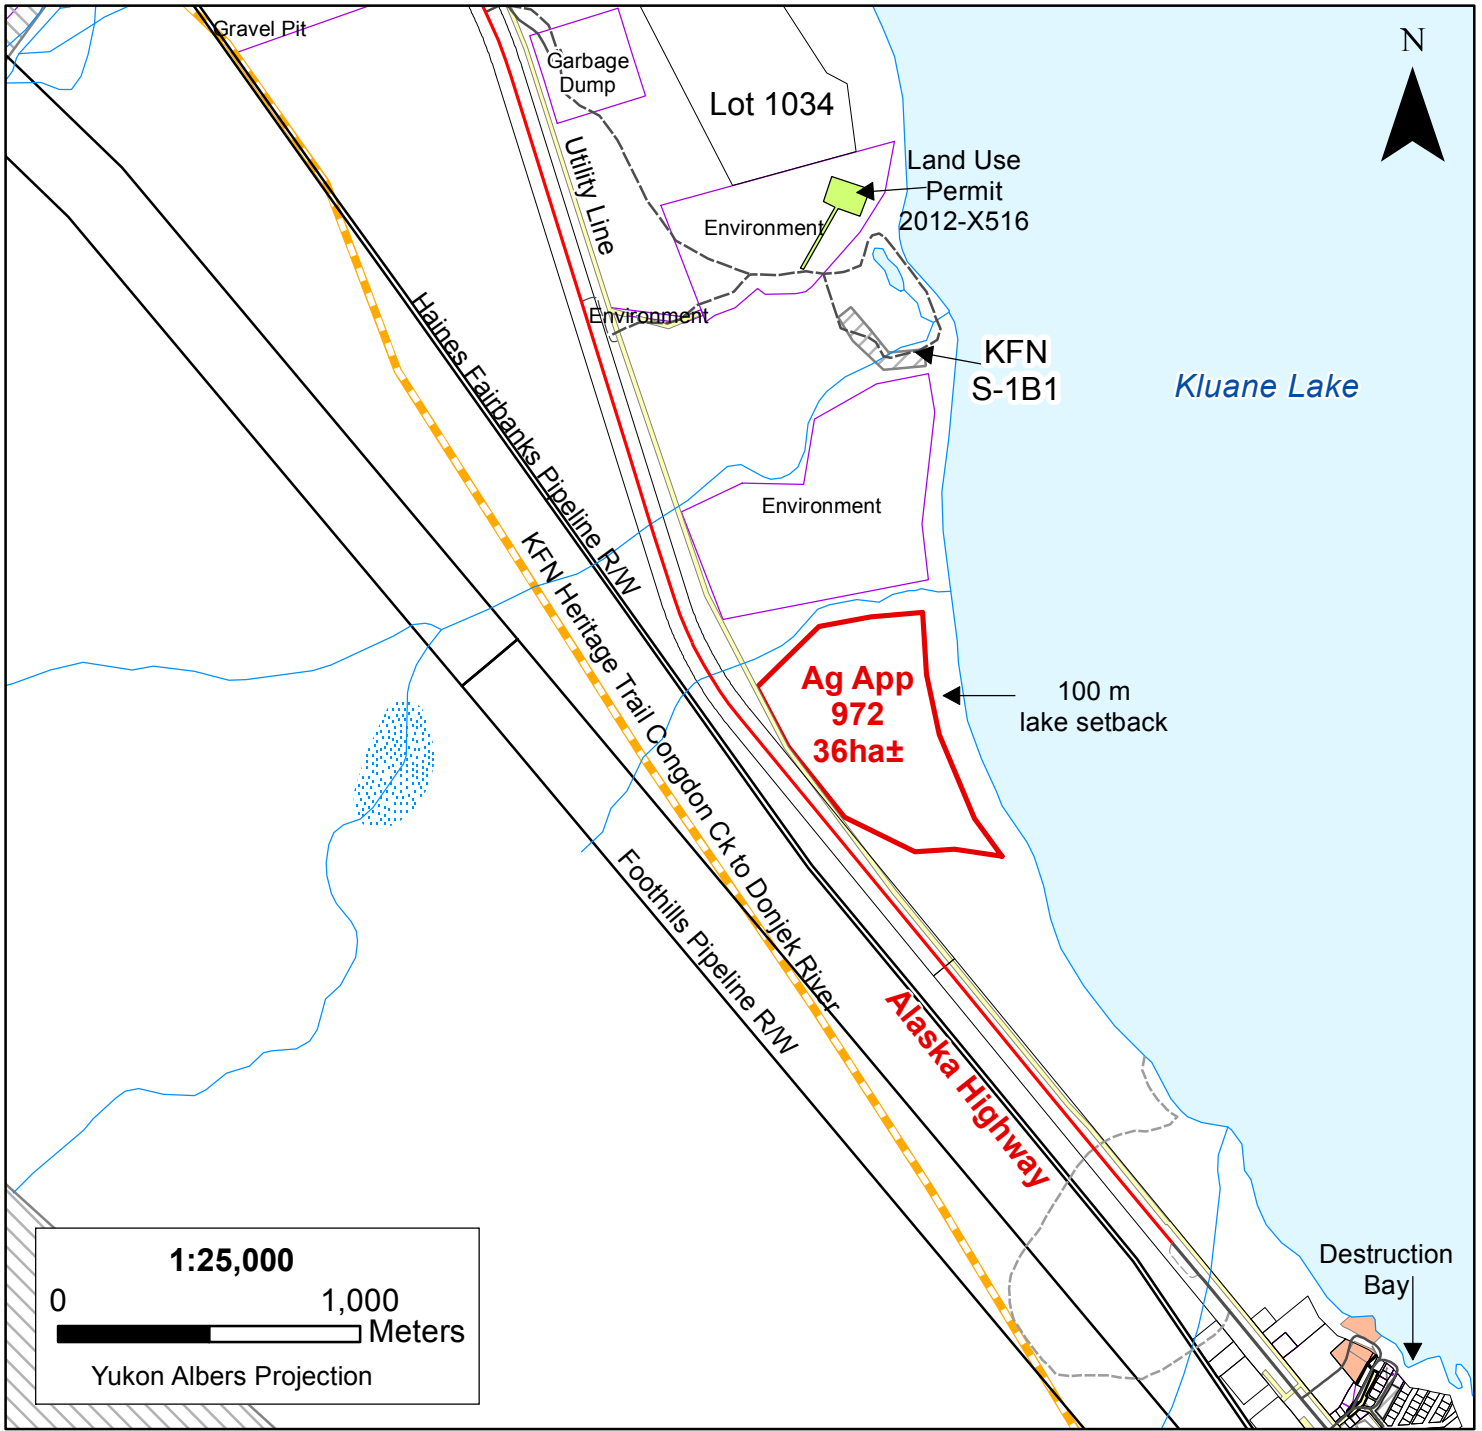 Gravel Pit
N
Garbage
Dump
Lot 1034
Utility Line
Land Use
Permit
2012-X516
Environment
Environment
Haines Fairbanks Pipeline R/W
KFN
S-1B1
Kluane Lake
Environment
KFN Heritage Trail Congdon Ck to Donjek River
Ag App
972
36ha±
100 m
lake setback
Foothills Pipeline R/W
Alaska Highway
Destruction
Bay
1:25,000
0 1,000
Meters
Yukon Albers Projection